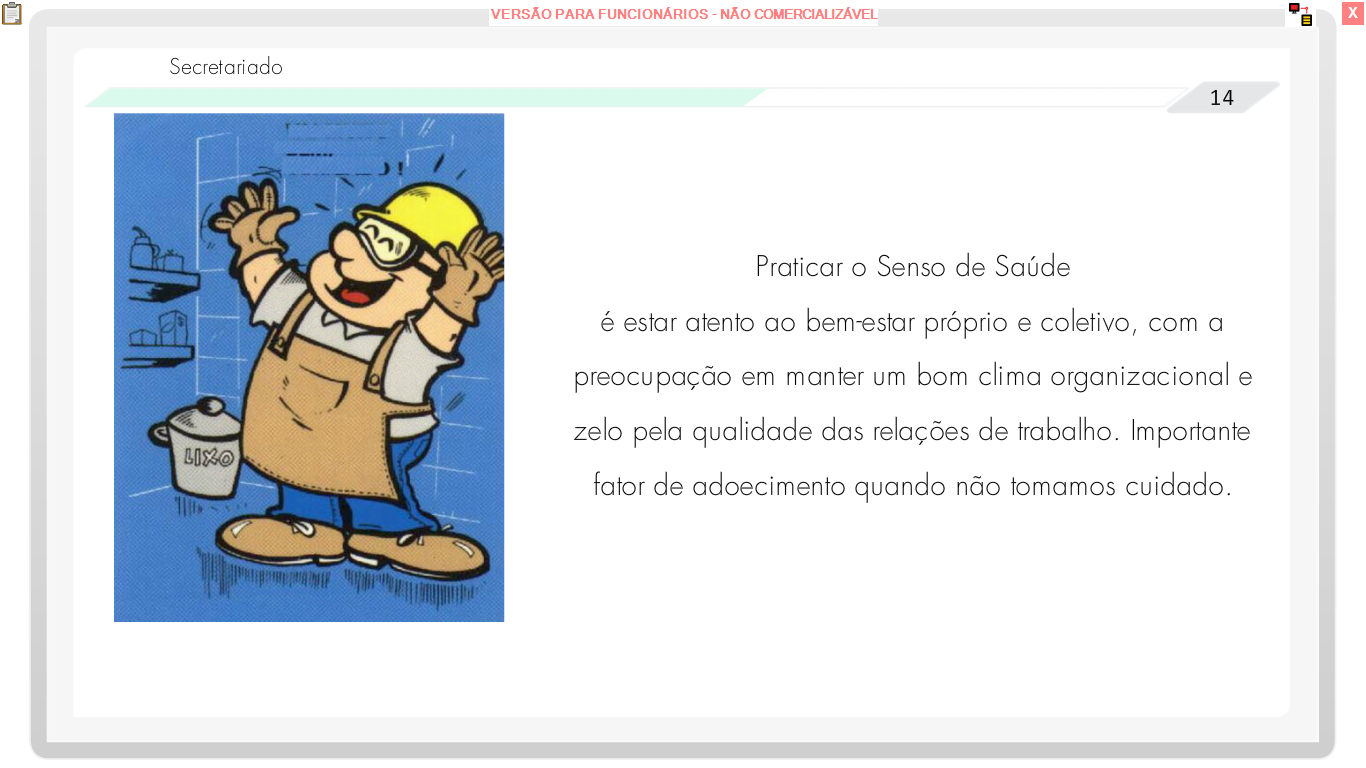 VERSÃO PARA FUNCIONÁRIOS - NÃO COMERCIALIZÁVEL
X
Secretariado
14
LIXO
Praticar o Senso de Saúde
é estar atento ao bem-estar próprio e coletivo, com a
preocupação em manter um bom clima organizacional e
zelo pela qualidade das relações de trabalho. Importante
fator de adoecimento quando não tomamos cuidado.